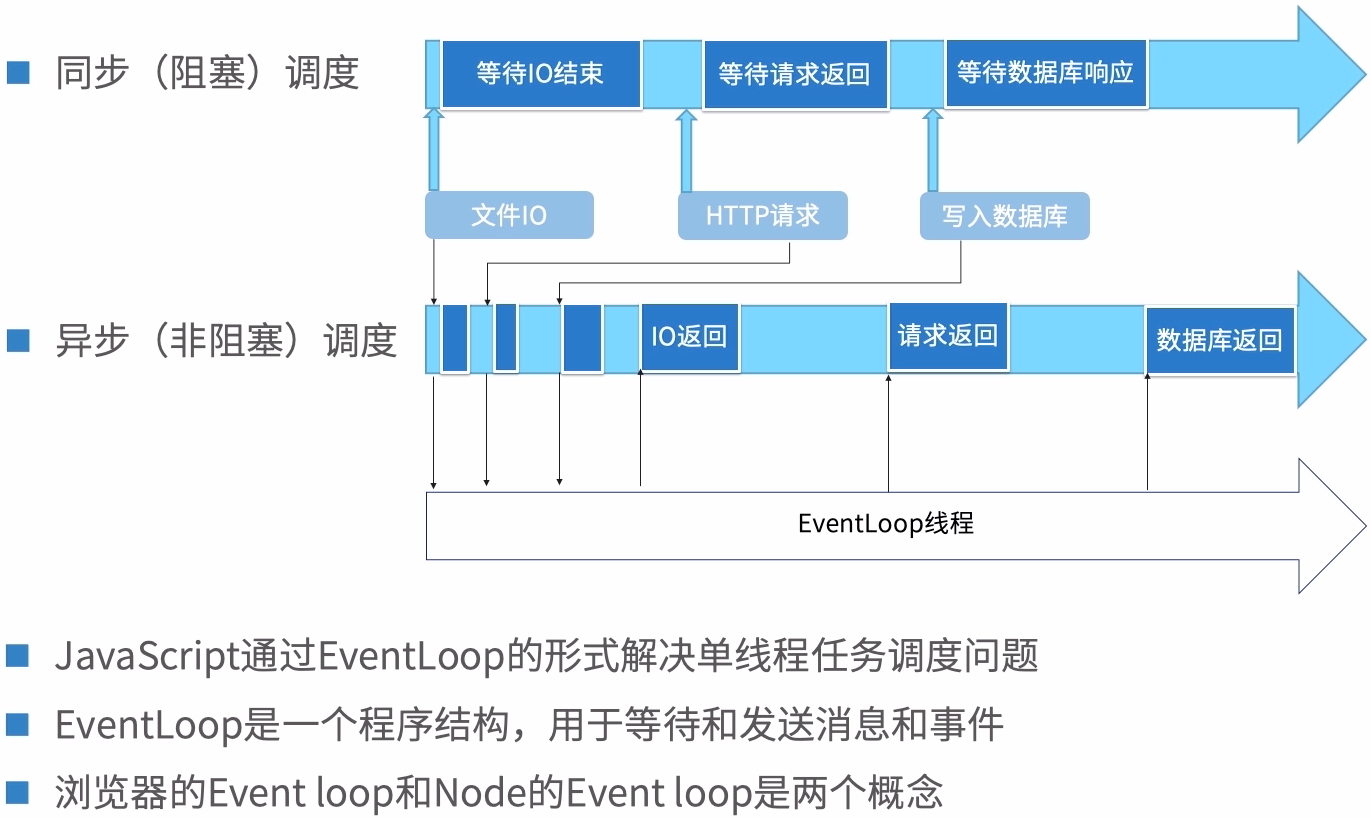 同步（阻塞）调度
等待IO结束
等待请求返回
等待数据库响应
文件IO
HTTP请求
写入数据库
异步（非阻塞）调度
IO返回
请求返回
数据库返回
EventLoop线程
JavaScript通过EventLoop的形式解决单线程任务调度问题
EventLoop是一个程序结构，用于等待和发送消息和事件
浏览器的Event loop和Node的Event loop是两个概念